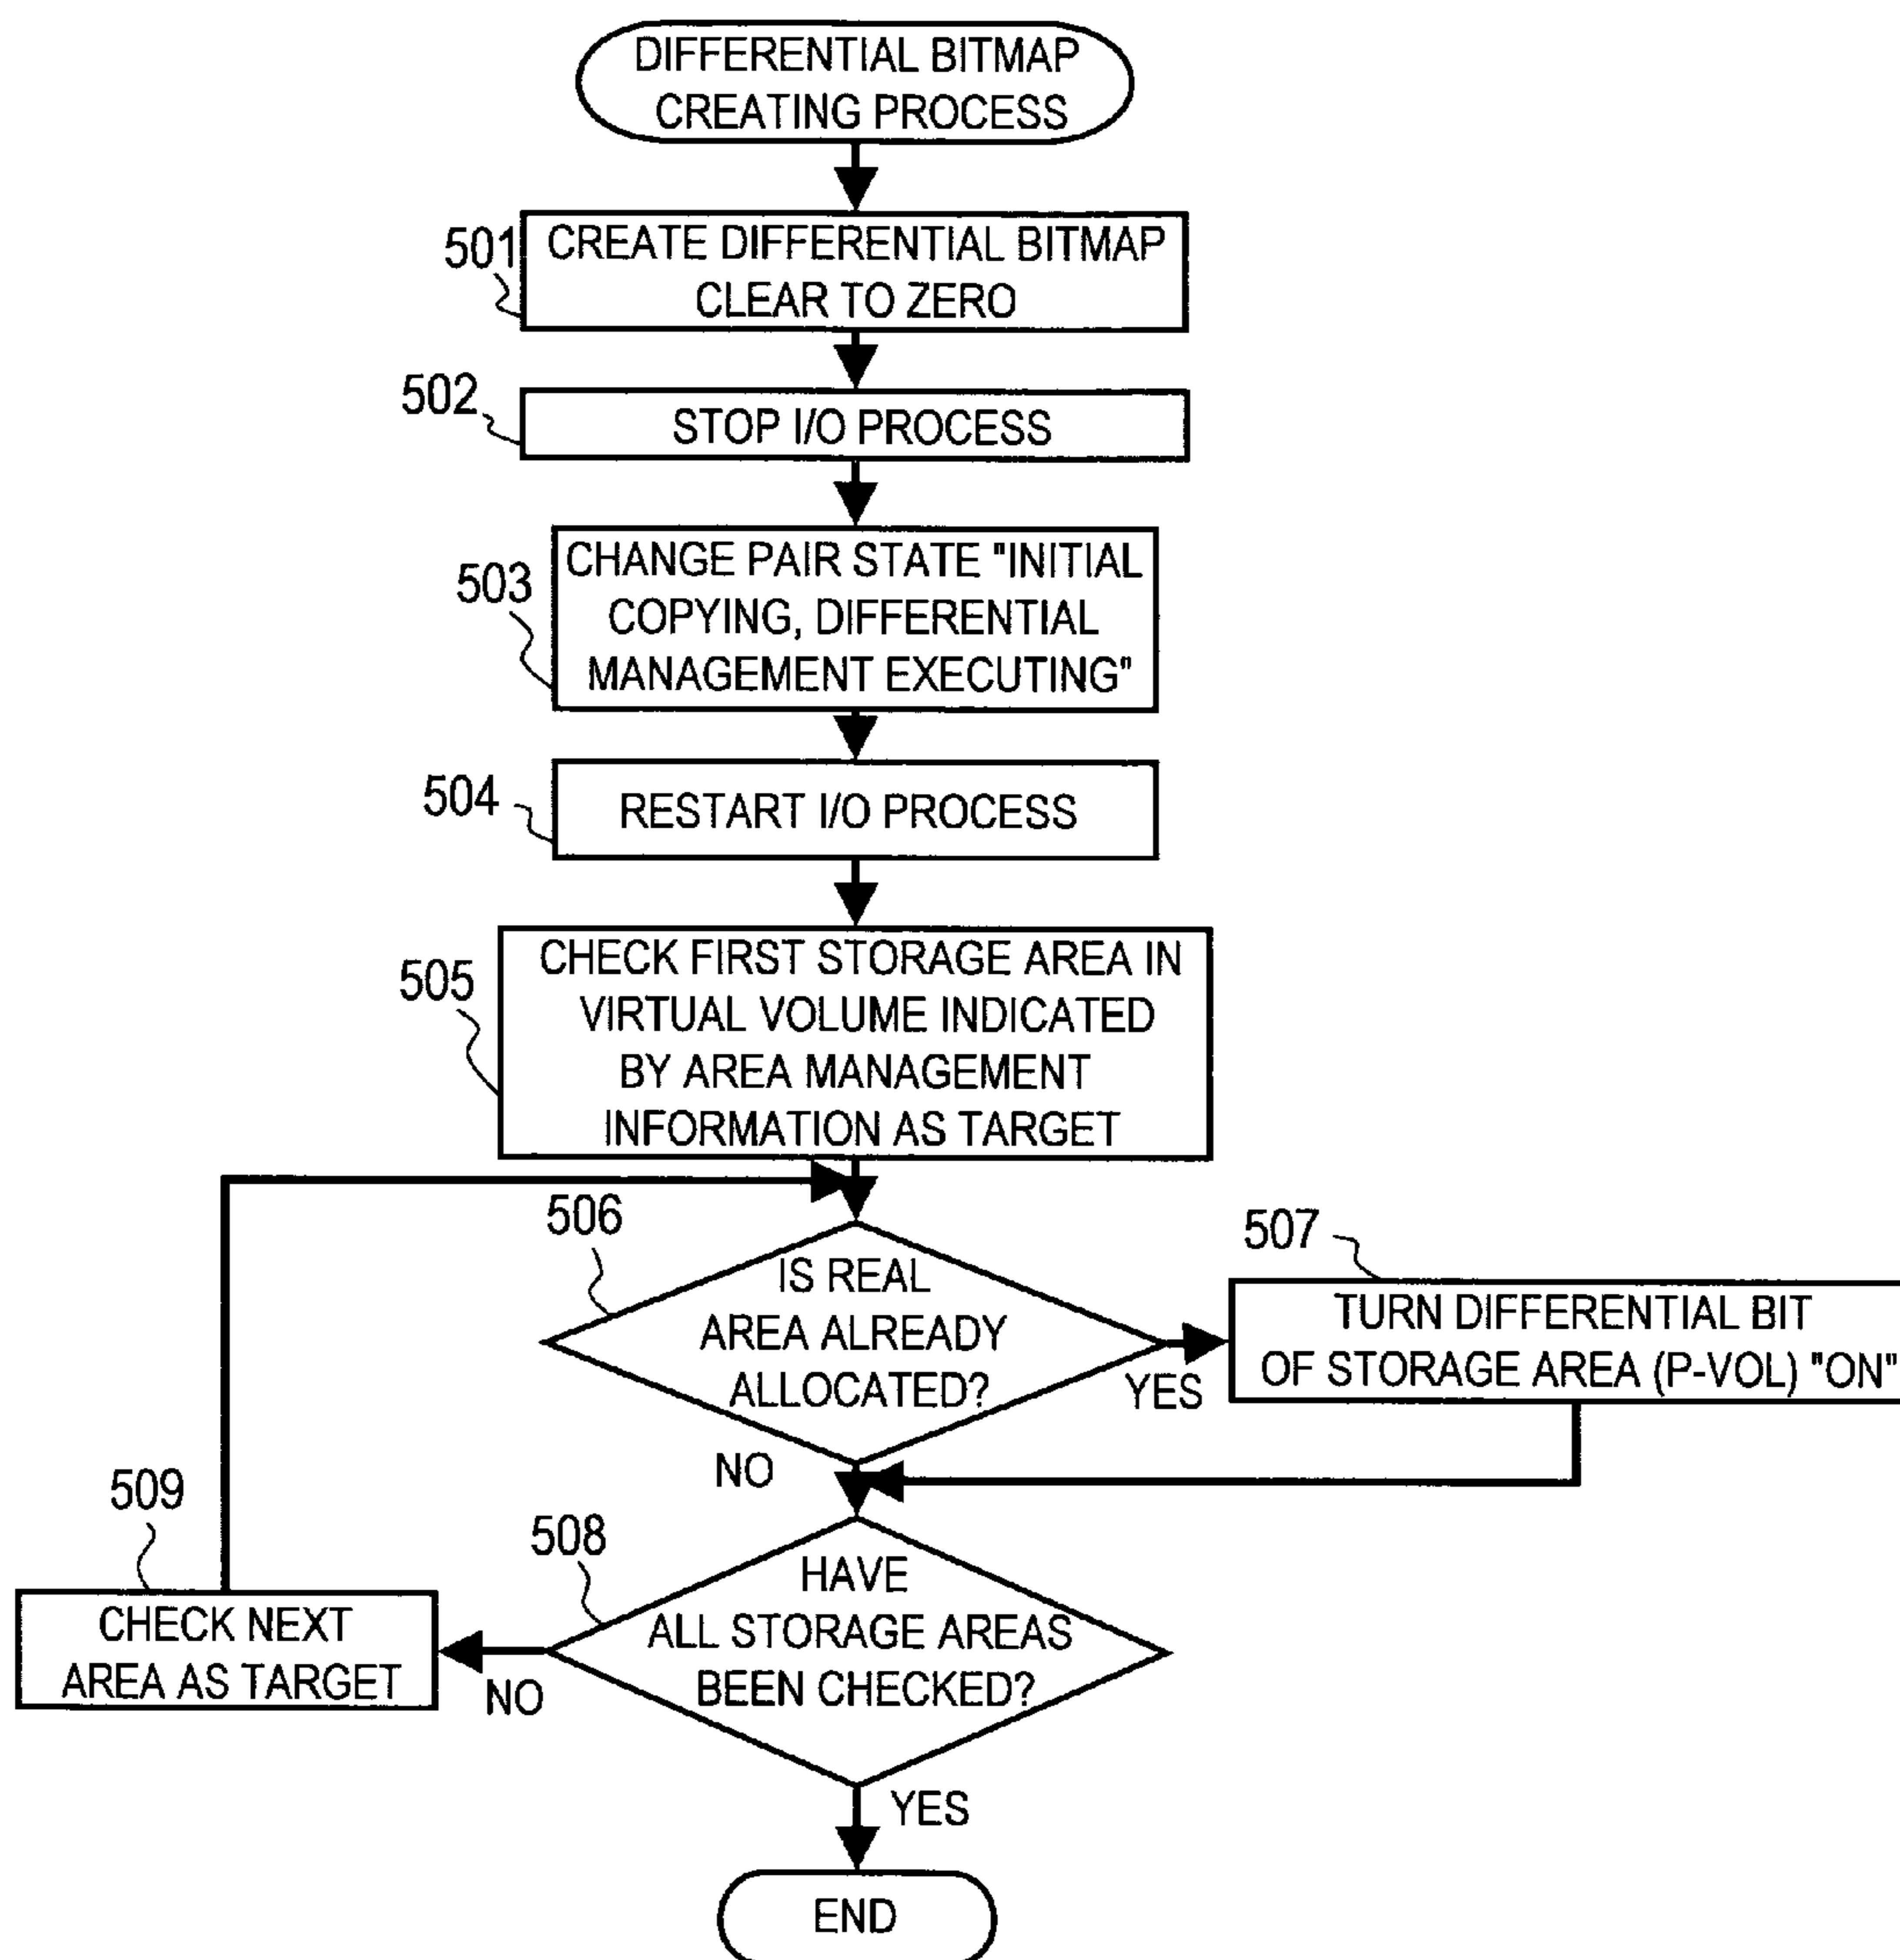 DIFFERENTIAL BITMAP
CREATING PROCESS
501
CREATE DIFFERENTIAL BITMAP
CLEAR TO ZERO
502
STOP I/O PROCESS
503
CHANGE PAIR STATE "INITIAL
COPYING, DIFFERENTIAL
MANAGEMENT EXECUTING"
504
RESTART I/O PROCESS
505
CHECK FIRST STORAGE AREA IN
VIRTUAL VOLUME INDICATED
BY AREA MANAGEMENT
INFORMATION AS TARGET
506
IS REAL
AREA ALREADY
ALLOCATED?
YES
NO
507
TURN DIFFERENTIAL BIT
OF STORAGE AREA (P-VOL) "ON"
508
HAVE
ALL STORAGE AREAS
BEEN CHECKED?
NO
YES
509
CHECK NEXT
AREA AS TARGET
END